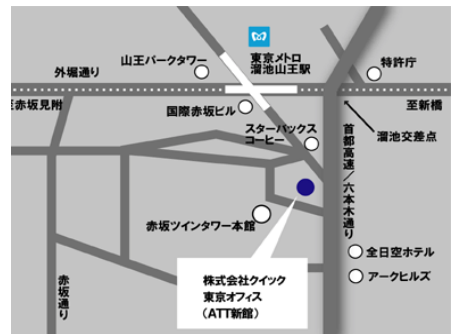 山王パークタワー
東京メトロ
溜池山王駅
特許庁
外堀通り
至赤坂見附
国際赤坂ビル
至新橋
スターバックス
コーヒー
溜池交差点
首都高速／六本木通り
赤坂ツインタワー本館
全日空ホテル
アークヒルズ
赤坂通り
株式会社クイック
東京オフィス
(ATT新館)